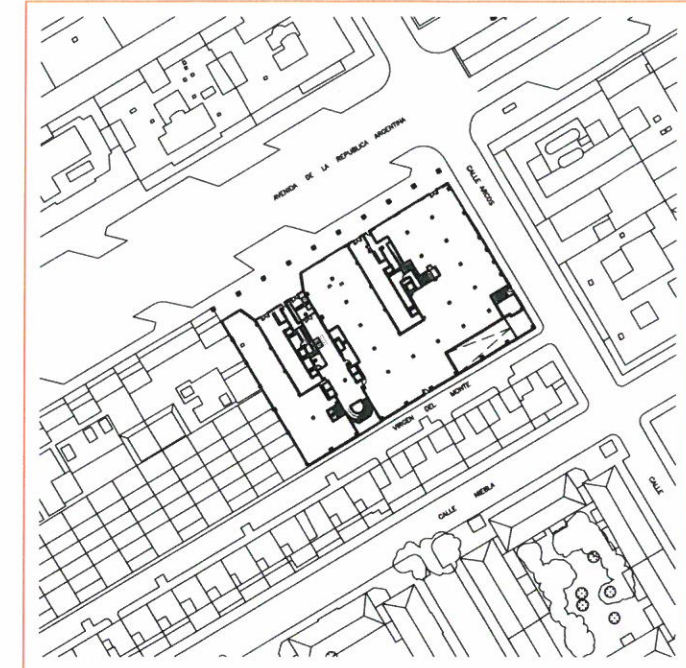 AVENIDA DE LA REPUBLICA ARGENTINA
CALLE ARCOS
VIRGEN DEL MONTE
CALLE NIEBLA
CALLE